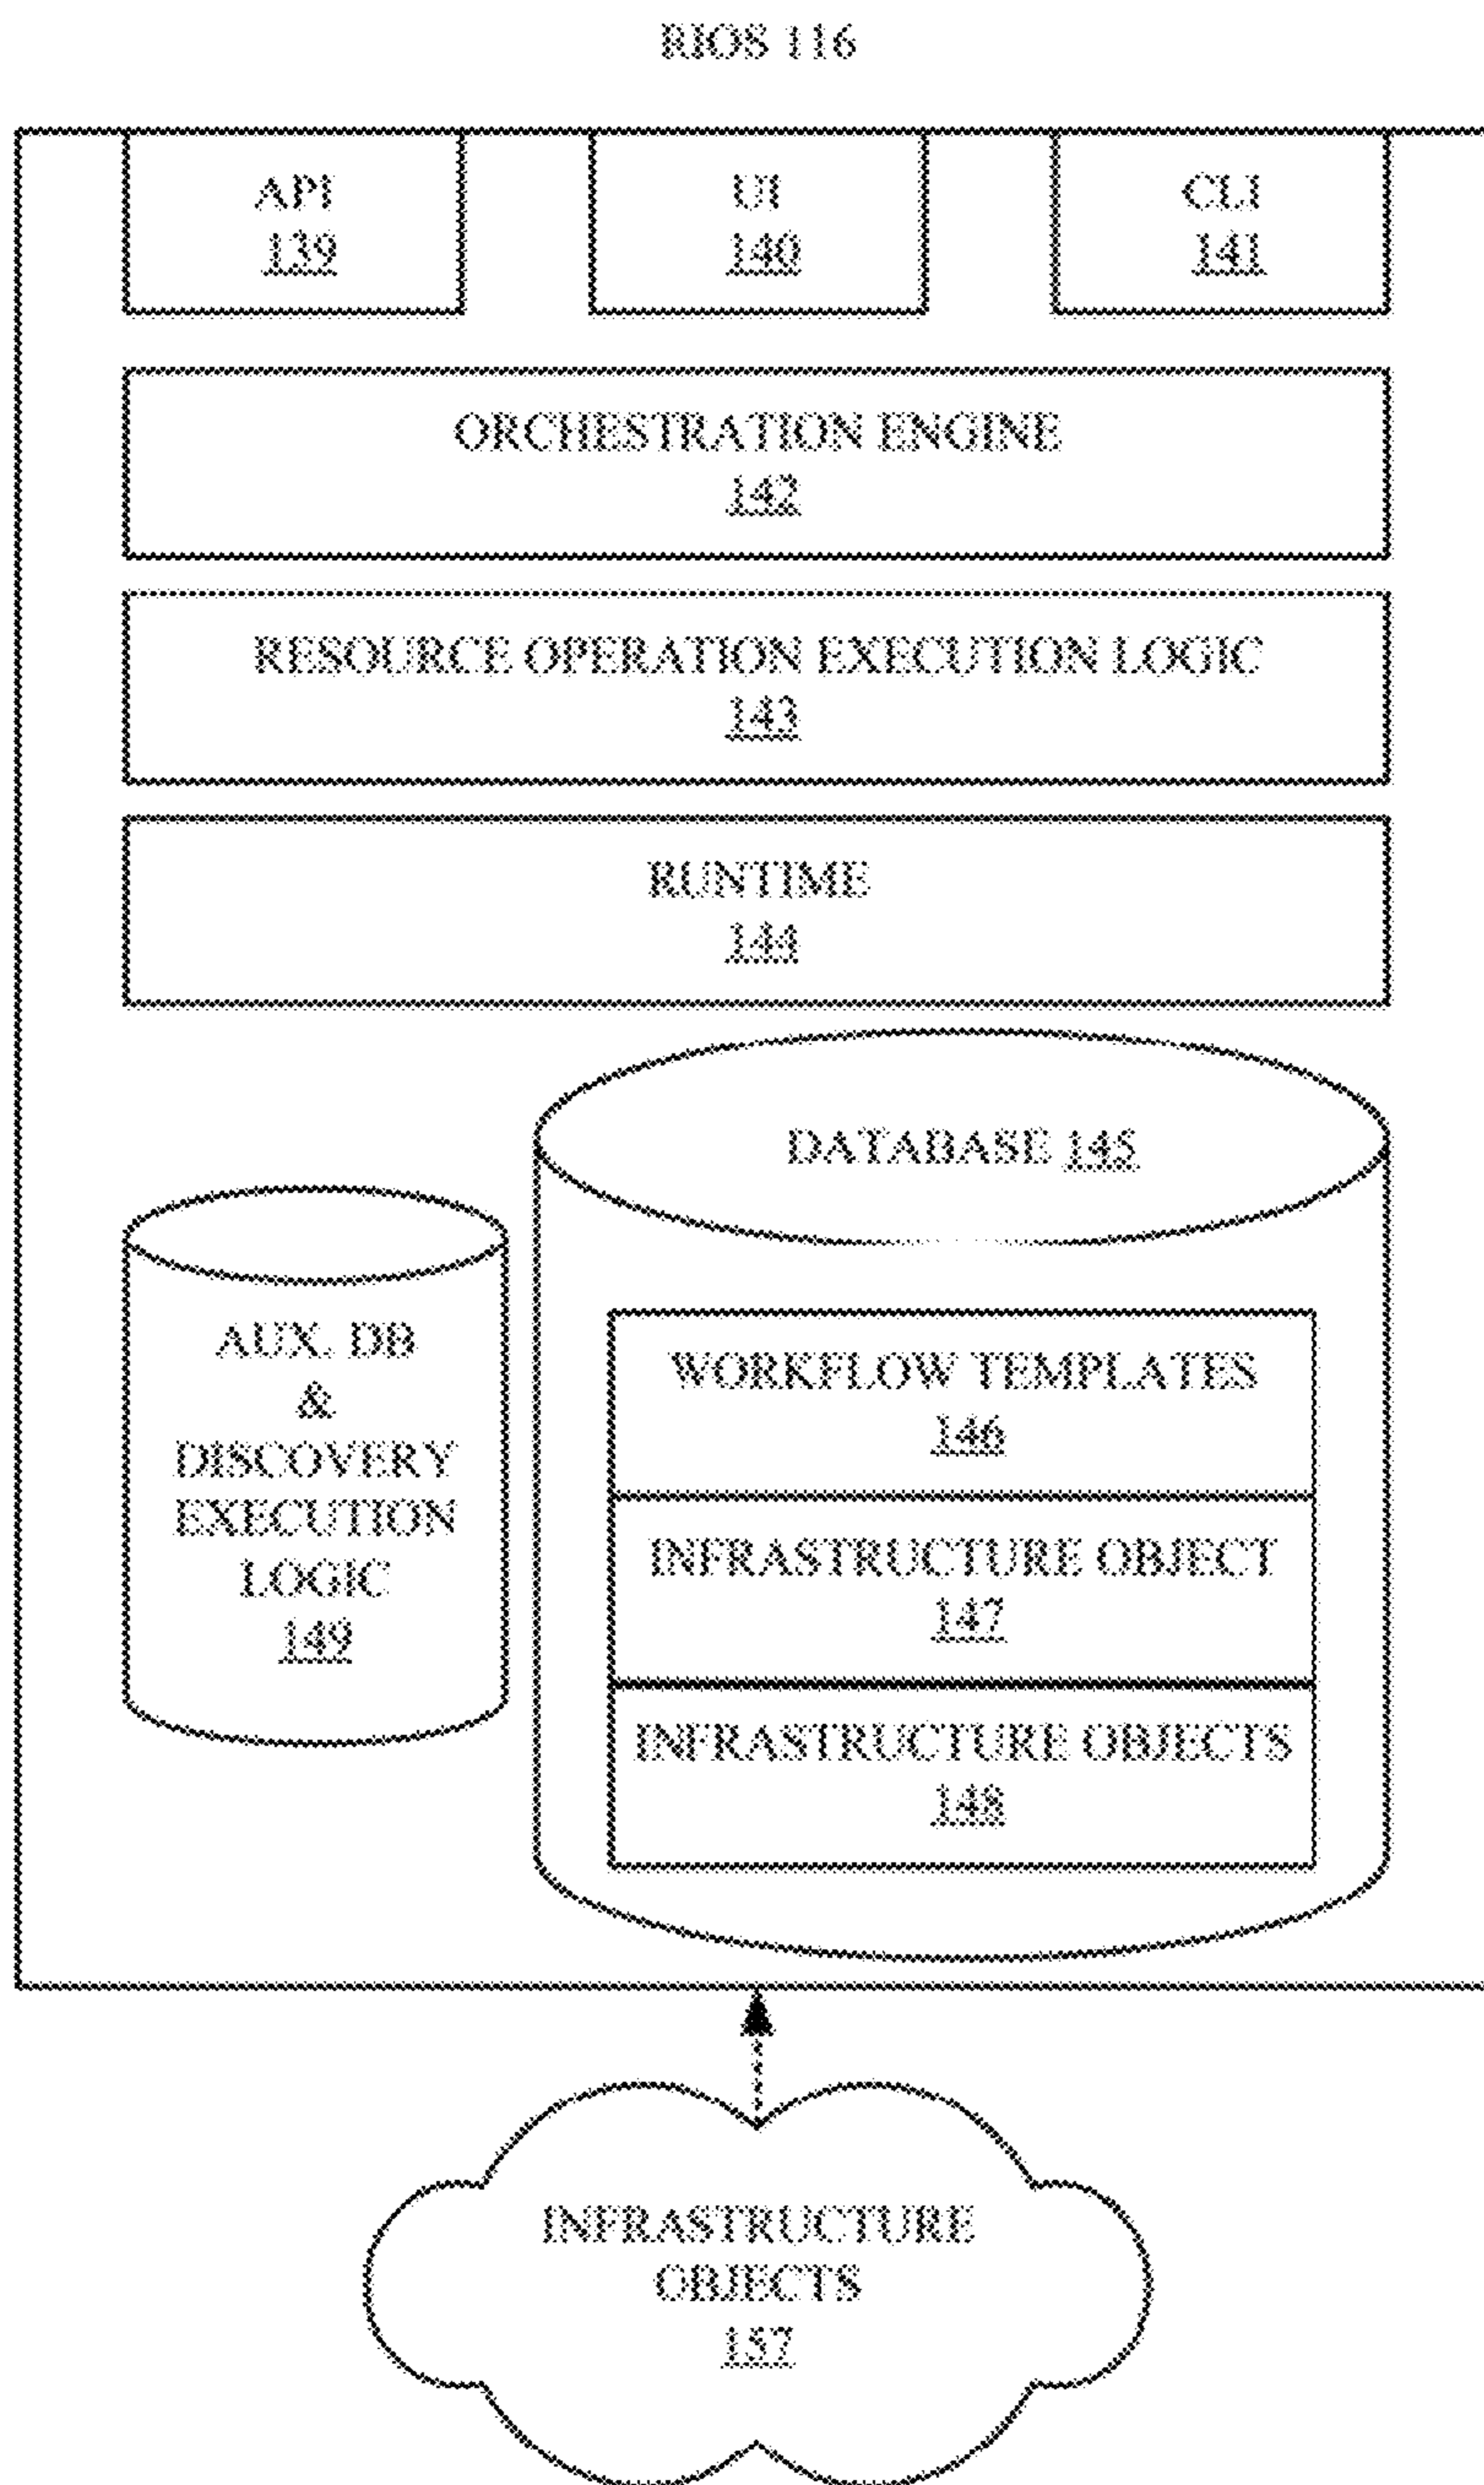 RIOS 116
API
139
UI
140
CLI
141
ORCHESTRATION ENGINE
142
RESOURCE OPERATION EXECUTION LOGIC
143
RUNTIME
144
DATABASE 145
AUX. DB
&
DISCOVERY
EXECUTION
LOGIC
149
WORKFLOW TEMPLATES
146
INFRASTRUCTURE OBJECT
147
INFRASTRUCTURE OBJECTS
148
INFRASTRUCTURE
OBJECTS
157